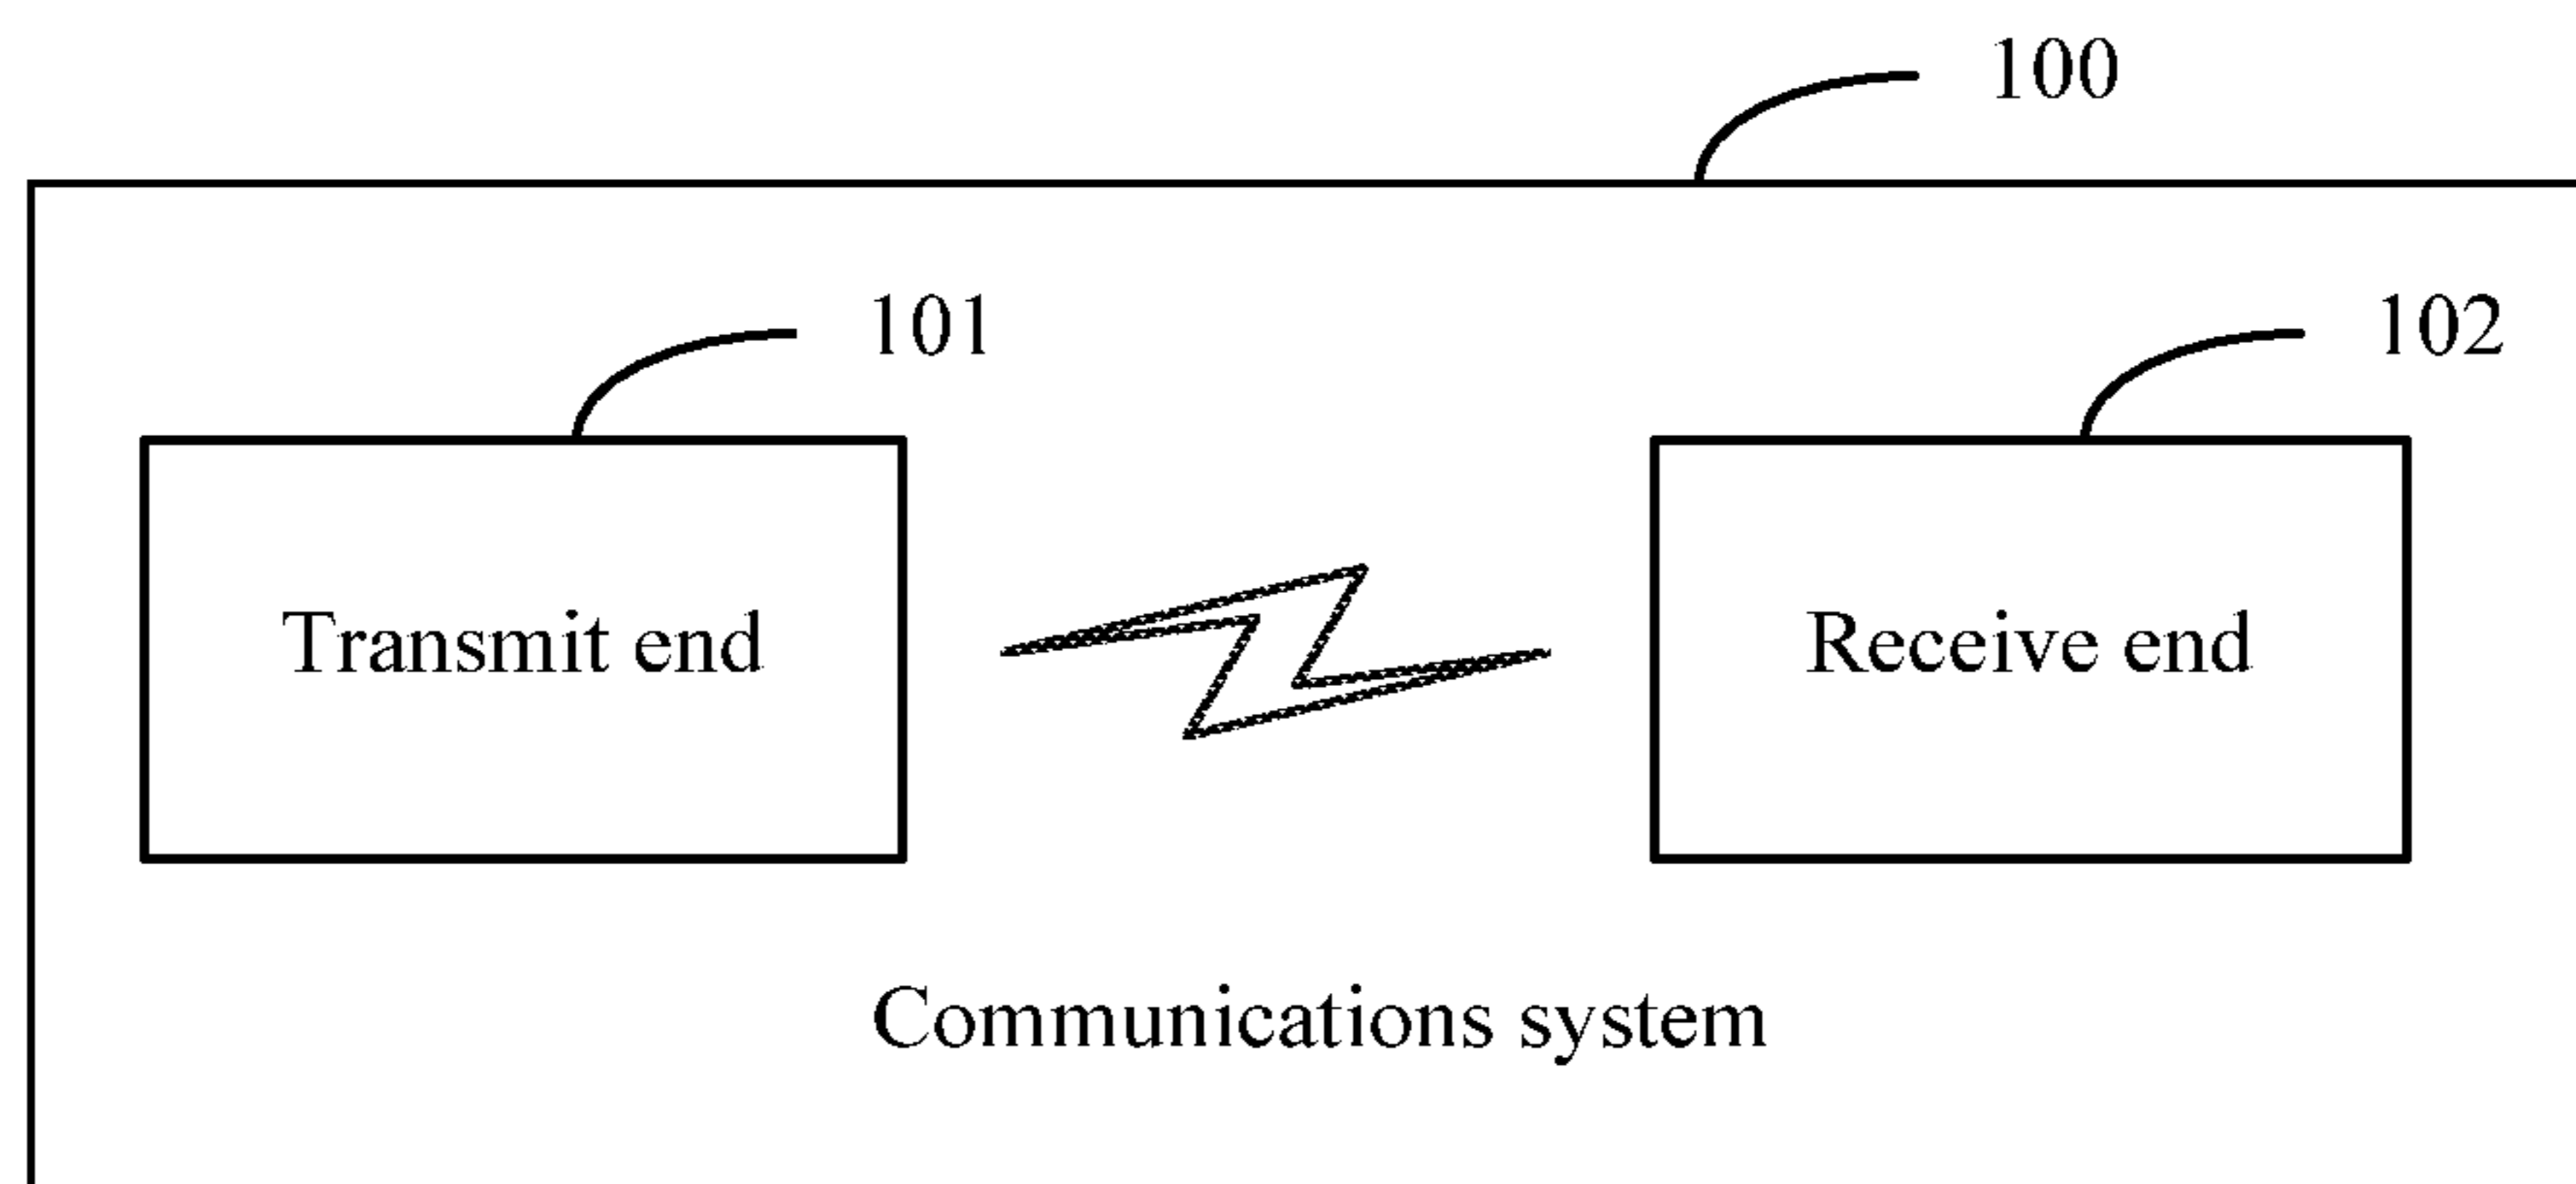 100
101
102
Transmit end
Receive end
Communications system